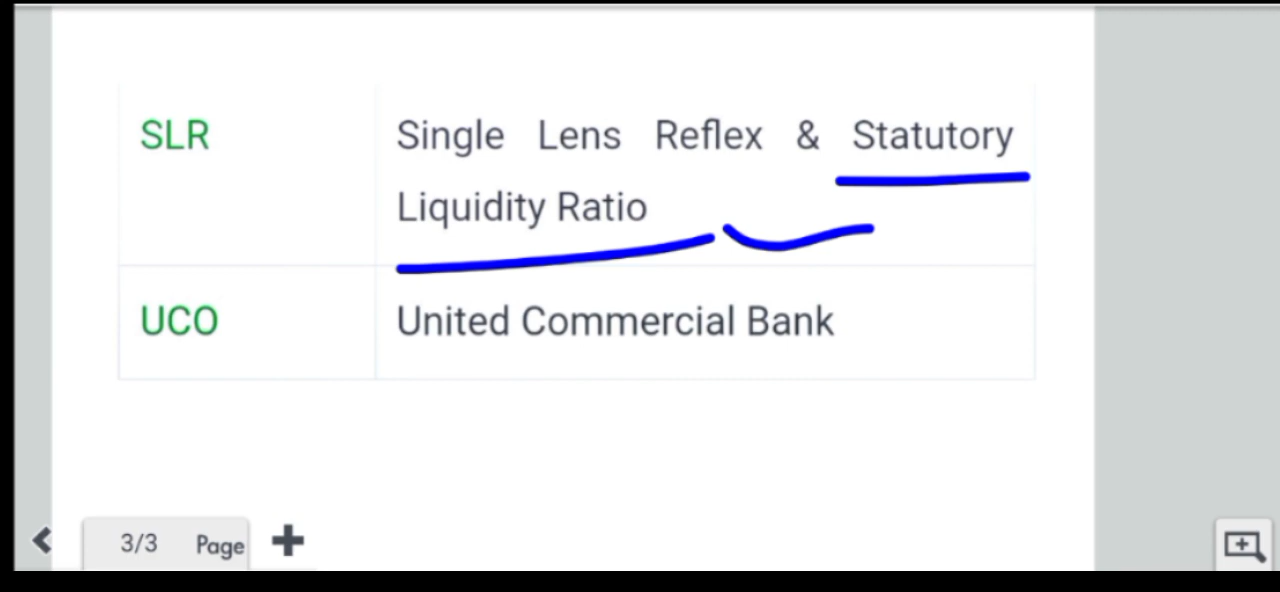 SLR
Single Lens Reflex & Statutory
Liquidity Ratio
UCO
United Commercial Bank
3/3 Page